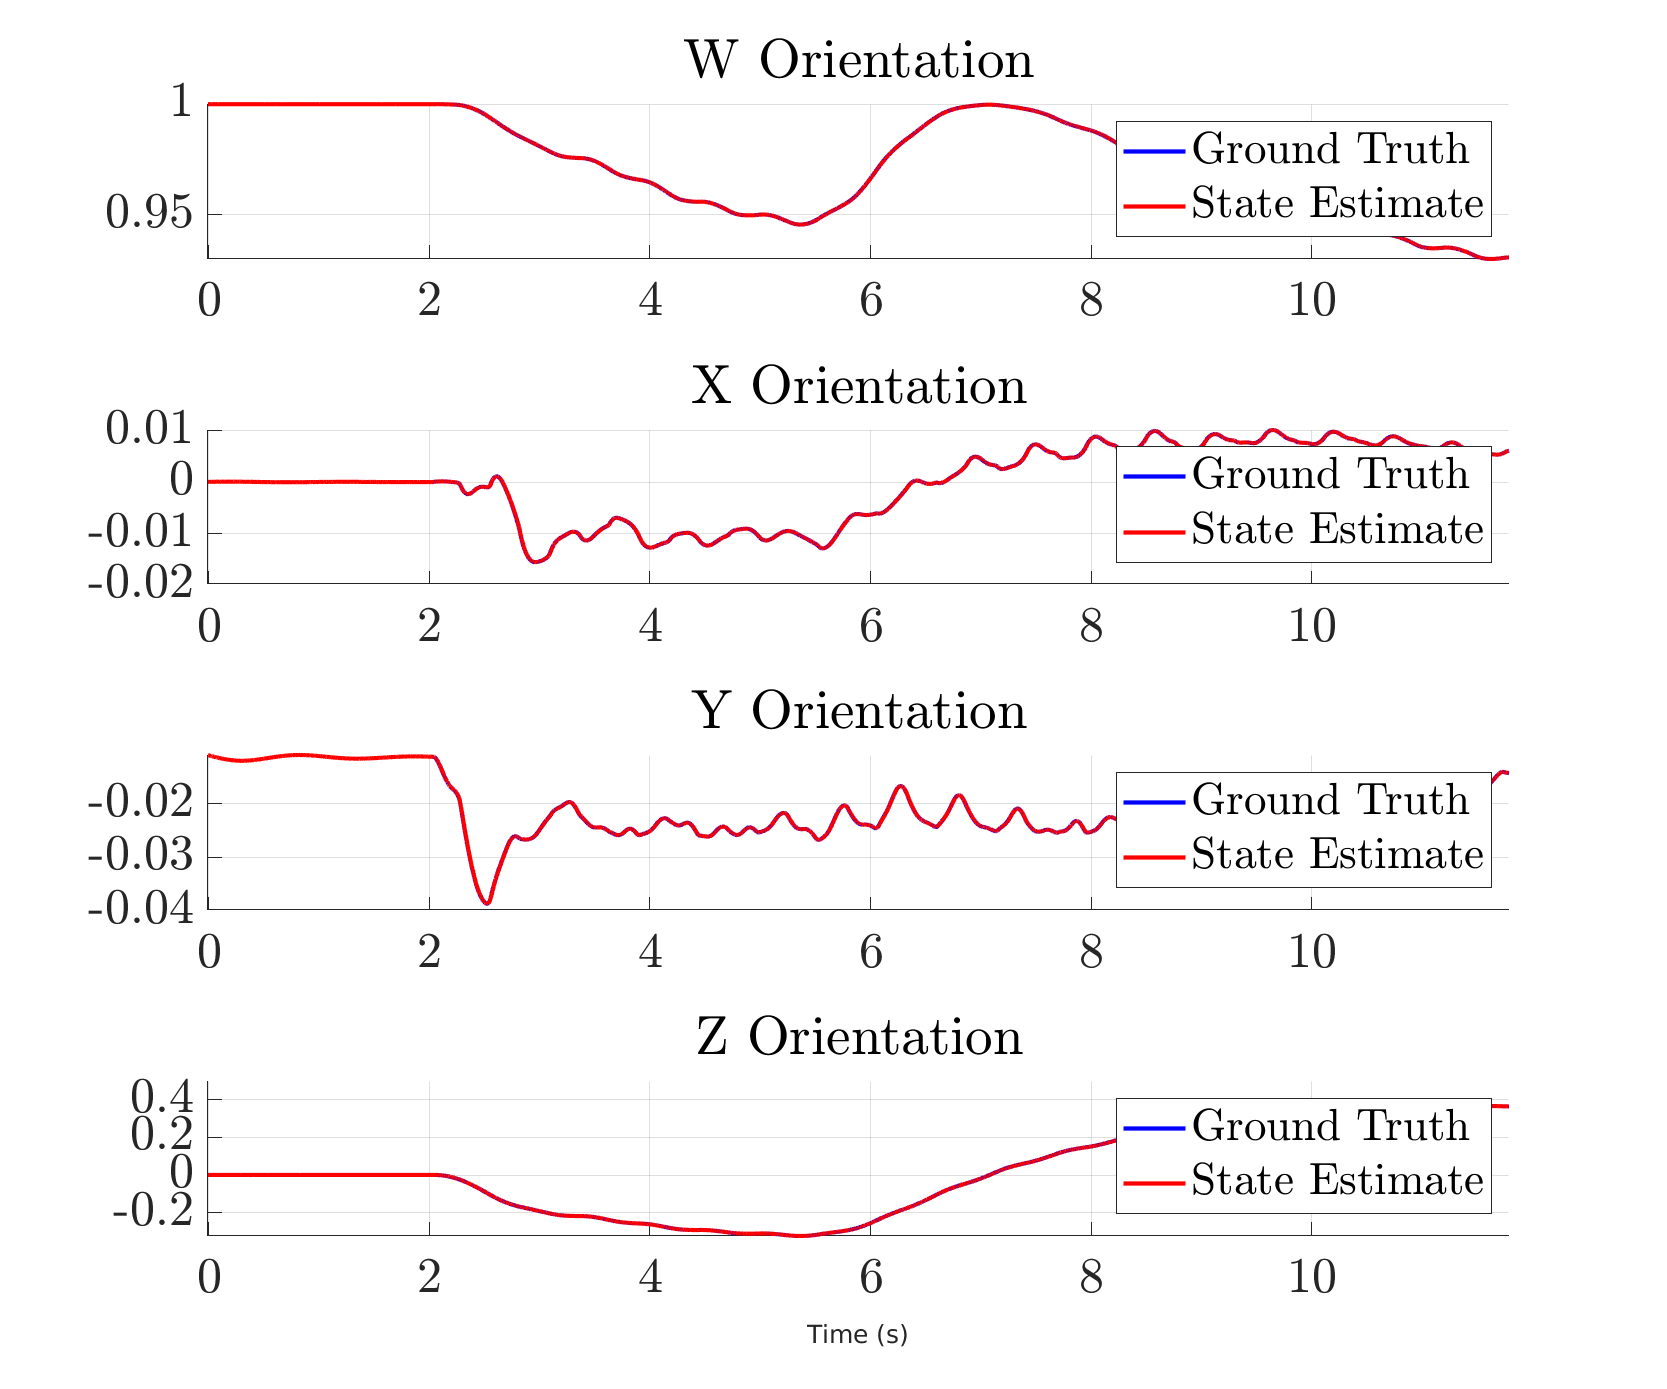 W Orientation
1
0.95
Ground Truth
State Estimate
0 2 4 6 8 10
X Orientation
0.01
0
-0.01
-0.02
Ground Truth
State Estimate
0 2 4 6 8 10
Y Orientation
-0.02
-0.03
-0.04
Ground Truth
State Estimate
0 2 4 6 8 10
Z Orientation
0.4
0.2
0
-0.2
Ground Truth
State Estimate
0 2 4 6 8 10
Time (s)